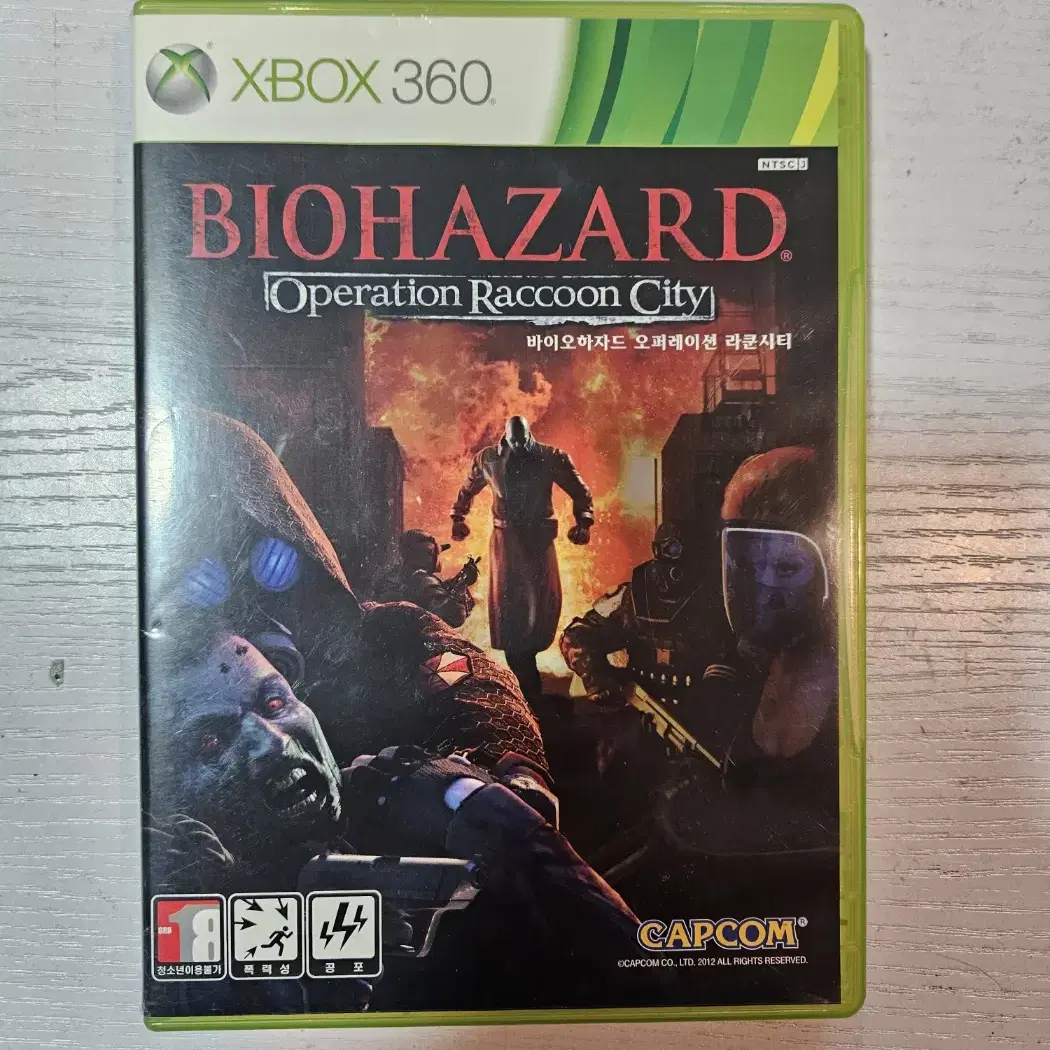 XBOX 360®
NTSC J
BIOHAZARD®
Operation Raccoon City
바이오하자드 오퍼레이션 라쿤시티
GRB 18
청소년이용불가
폭력성
공포
CAPCOM®
©CAPCOM CO., LTD. 2012 ALL RIGHTS RESERVED.